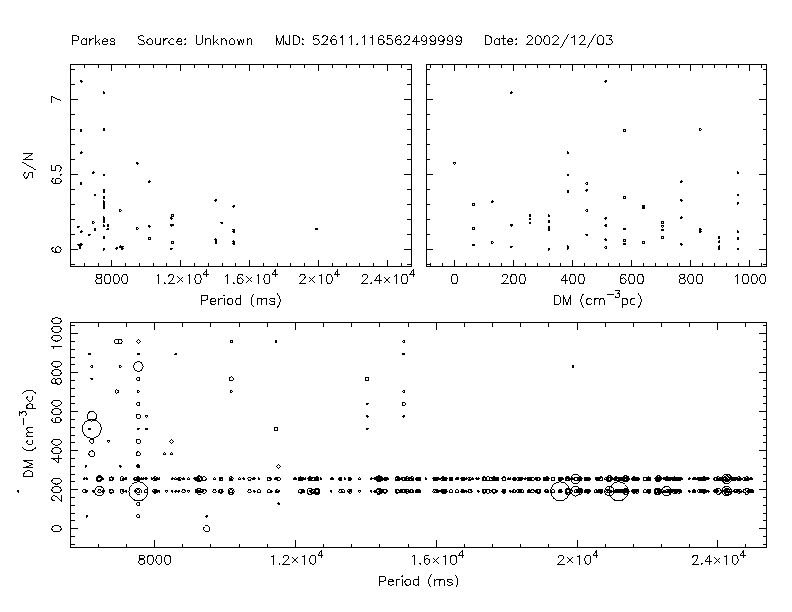 Parkes Source: Unknown MJD: 52611.116562499999 Date: 2002/12/03
S/N
7
6.5
6
8000 1.2×10⁴ 1.6×10⁴ 2×10⁴ 2.4×10⁴
Period (ms)
0 200 400 600 800 1000
DM (cm⁻³pc)
DM (cm⁻³pc)
1000
800
600
400
200
0
8000 1.2×10⁴ 1.6×10⁴ 2×10⁴ 2.4×10⁴
Period (ms)